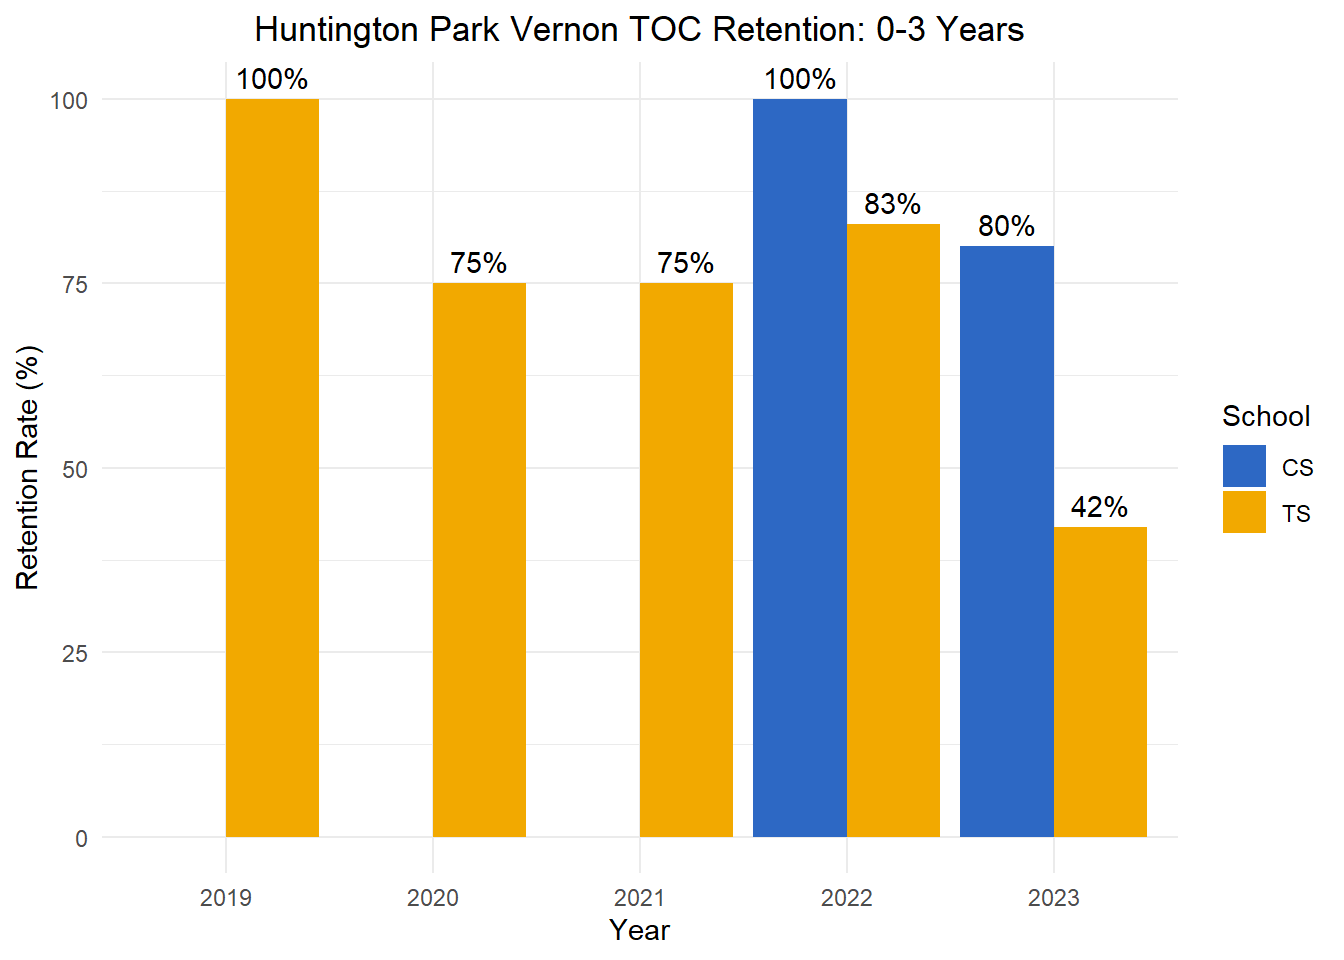 Huntington Park Vernon TOC Retention: 0-3 Years
100%
100%
83%
80%
75%
75%
42%
100
75
50
25
0
Retention Rate (%)
2019
2020
2021
2022
2023
Year
School
CS
TS